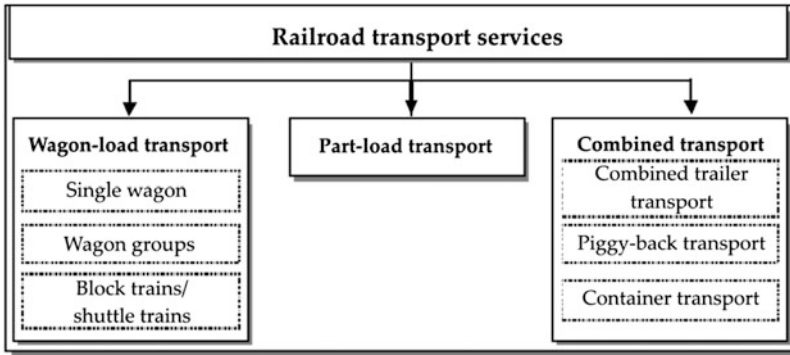 Railroad transport services
Wagon-load transport
Single wagon
Wagon groups
Block trains/
shuttle trains
Part-load transport
Combined transport
Combined trailer
transport
Piggy-back transport
Container transport